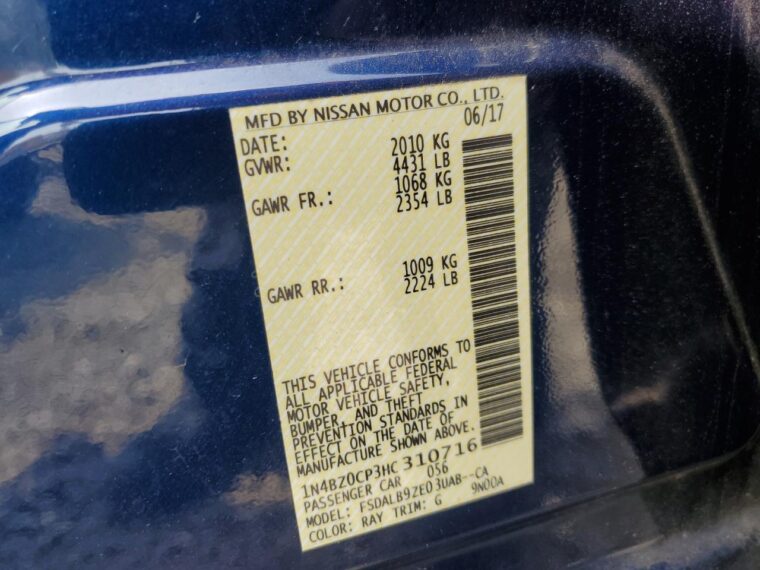 MFD BY NISSAN MOTOR CO., LTD.
DATE: 06/17
GVWR: 2010 KG
4431 LB
GAWR FR.: 1068 KG
2354 LB
GAWR RR.: 1009 KG
2224 LB
THIS VEHICLE CONFORMS TO
ALL APPLICABLE FEDERAL
MOTOR VEHICLE SAFETY,
BUMPER, AND THEFT
PREVENTION STANDARDS IN
EFFECT ON THE DATE OF
MANUFACTURE SHOWN ABOVE.
1N4BZ0CP3HC 310716
PASSENGER CAR 056
MODEL: FSDALBZE03UAB--CA
COLOR: RAY TRIM: G 9N00A